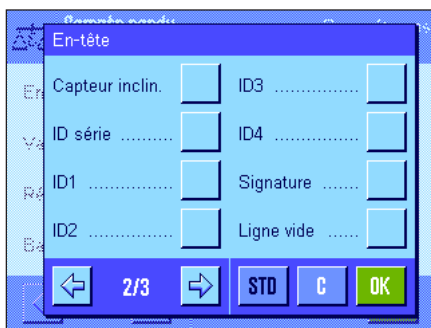 En-tête
Capteur inclin.
ID série ..........
ID1 ................
ID2 ................
ID3 ................
ID4 ................
Signature .......
Ligne vide ......
2/3
STD
C
OK